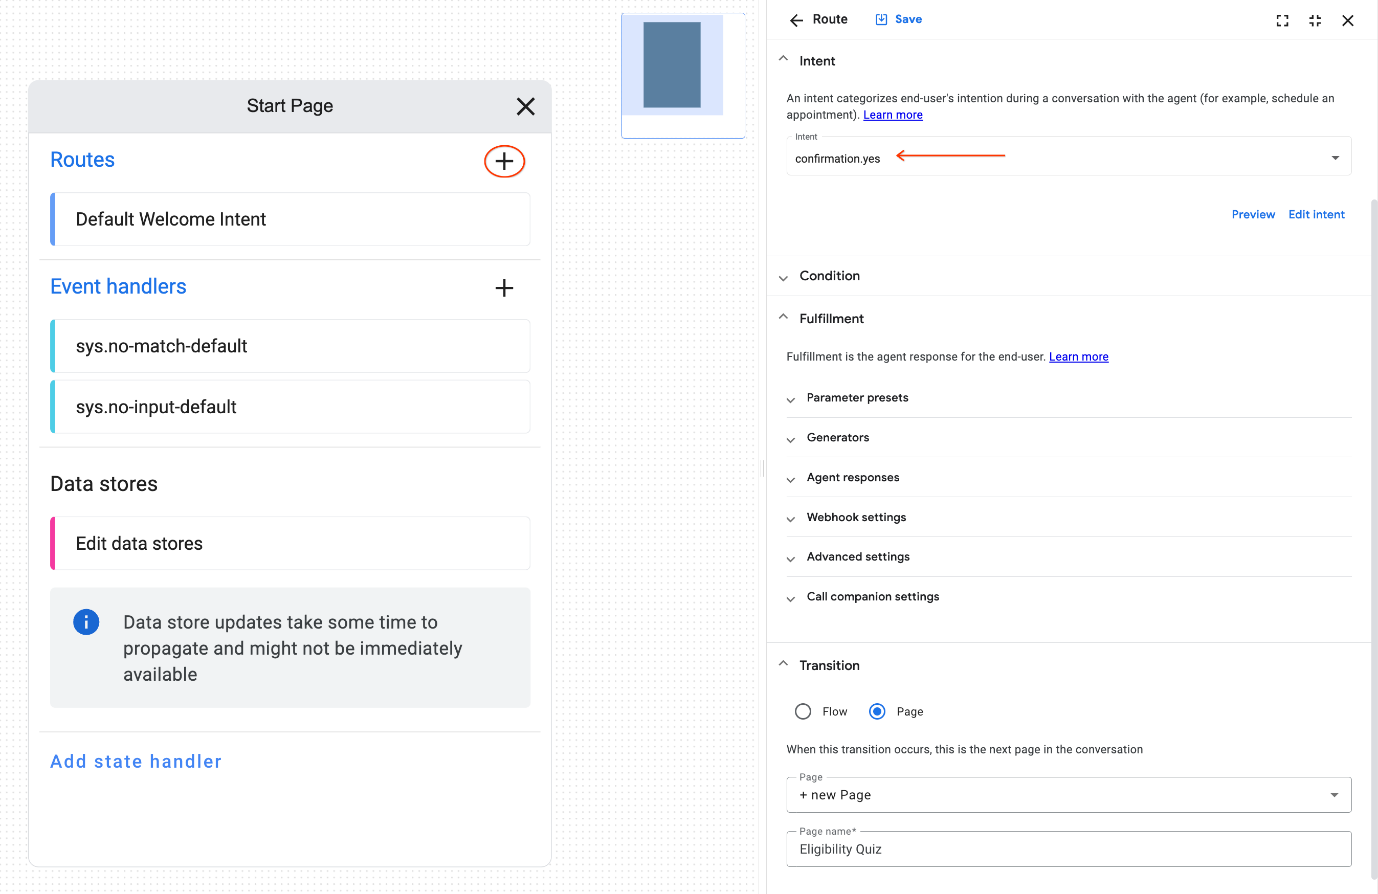 Start Page
Routes
Default Welcome Intent
Event handlers
sys.no-match-default
sys.no-input-default
Data stores
Edit data stores
Data store updates take some time to
propagate and might not be immediately
available
Add state handler
Route
Save
Intent
An intent categorizes end-user's intention during a conversation with the agent (for example, schedule an
appointment). Learn more
Intent
confirmation.yes
Preview Edit intent
Condition
Fulfillment
Fulfillment is the agent response for the end-user. Learn more
Parameter presets
Generators
Agent responses
Webhook settings
Advanced settings
Call companion settings
Transition
Flow Page
When this transition occurs, this is the next page in the conversation
Page
+ new Page
Page name*
Eligibility Quiz